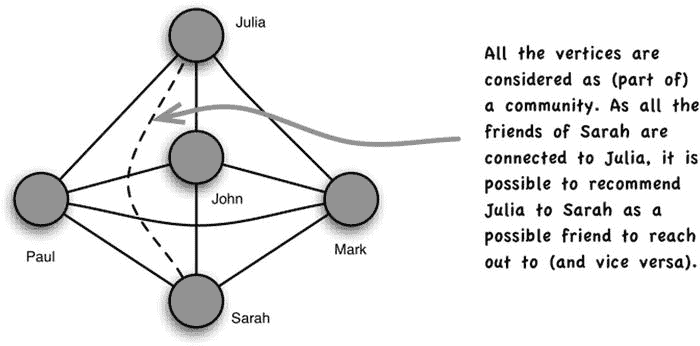 Julia
All the vertices are
considered as (part of)
a community. As all the
friends of Sarah are
connected to Julia, it is
possible to recommend
Julia to Sarah as a
possible friend to reach
out to (and vice versa).
John
Paul
Mark
Sarah